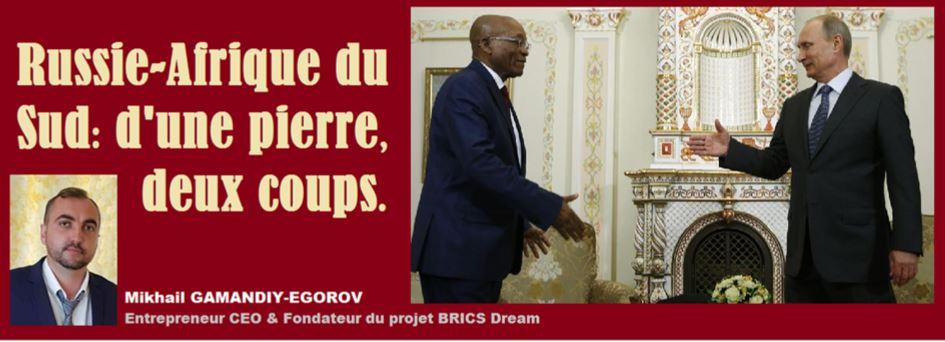 Russie-Afrique du
Sud: d'une pierre,
deux coups.
Mikhail GAMANDIY-EGOROV
Entrepreneur CEO & Fondateur du projet BRICS Dream